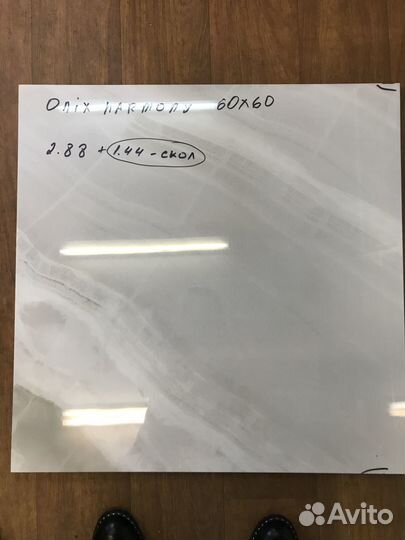 Onix HARMONY 60x60
2.88 + 1.44 - скол
Avito